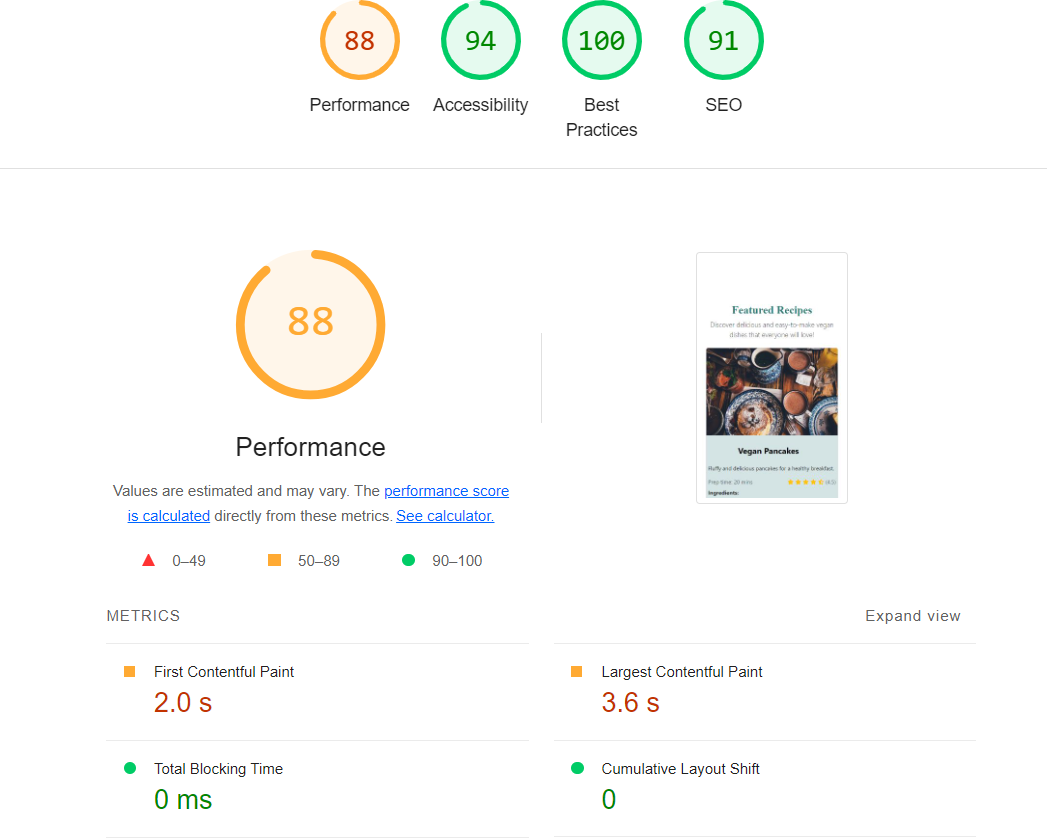 88
94
100
91
Performance
Accessibility
Best
Practices
SEO
88
Performance
Values are estimated and may vary. The performance score
is calculated directly from these metrics. See calculator.
0–49
50–89
90–100
Featured Recipes
Discover delicious and easy-to-make vegan
dishes that everyone will love!
Vegan Pancakes
Fluffy and delicious pancakes for a healthy breakfast.
Prep time: 20 mins
(4.5)
Ingredients:
METRICS
Expand view
First Contentful Paint
2.0 s
Largest Contentful Paint
3.6 s
Total Blocking Time
0 ms
Cumulative Layout Shift
0